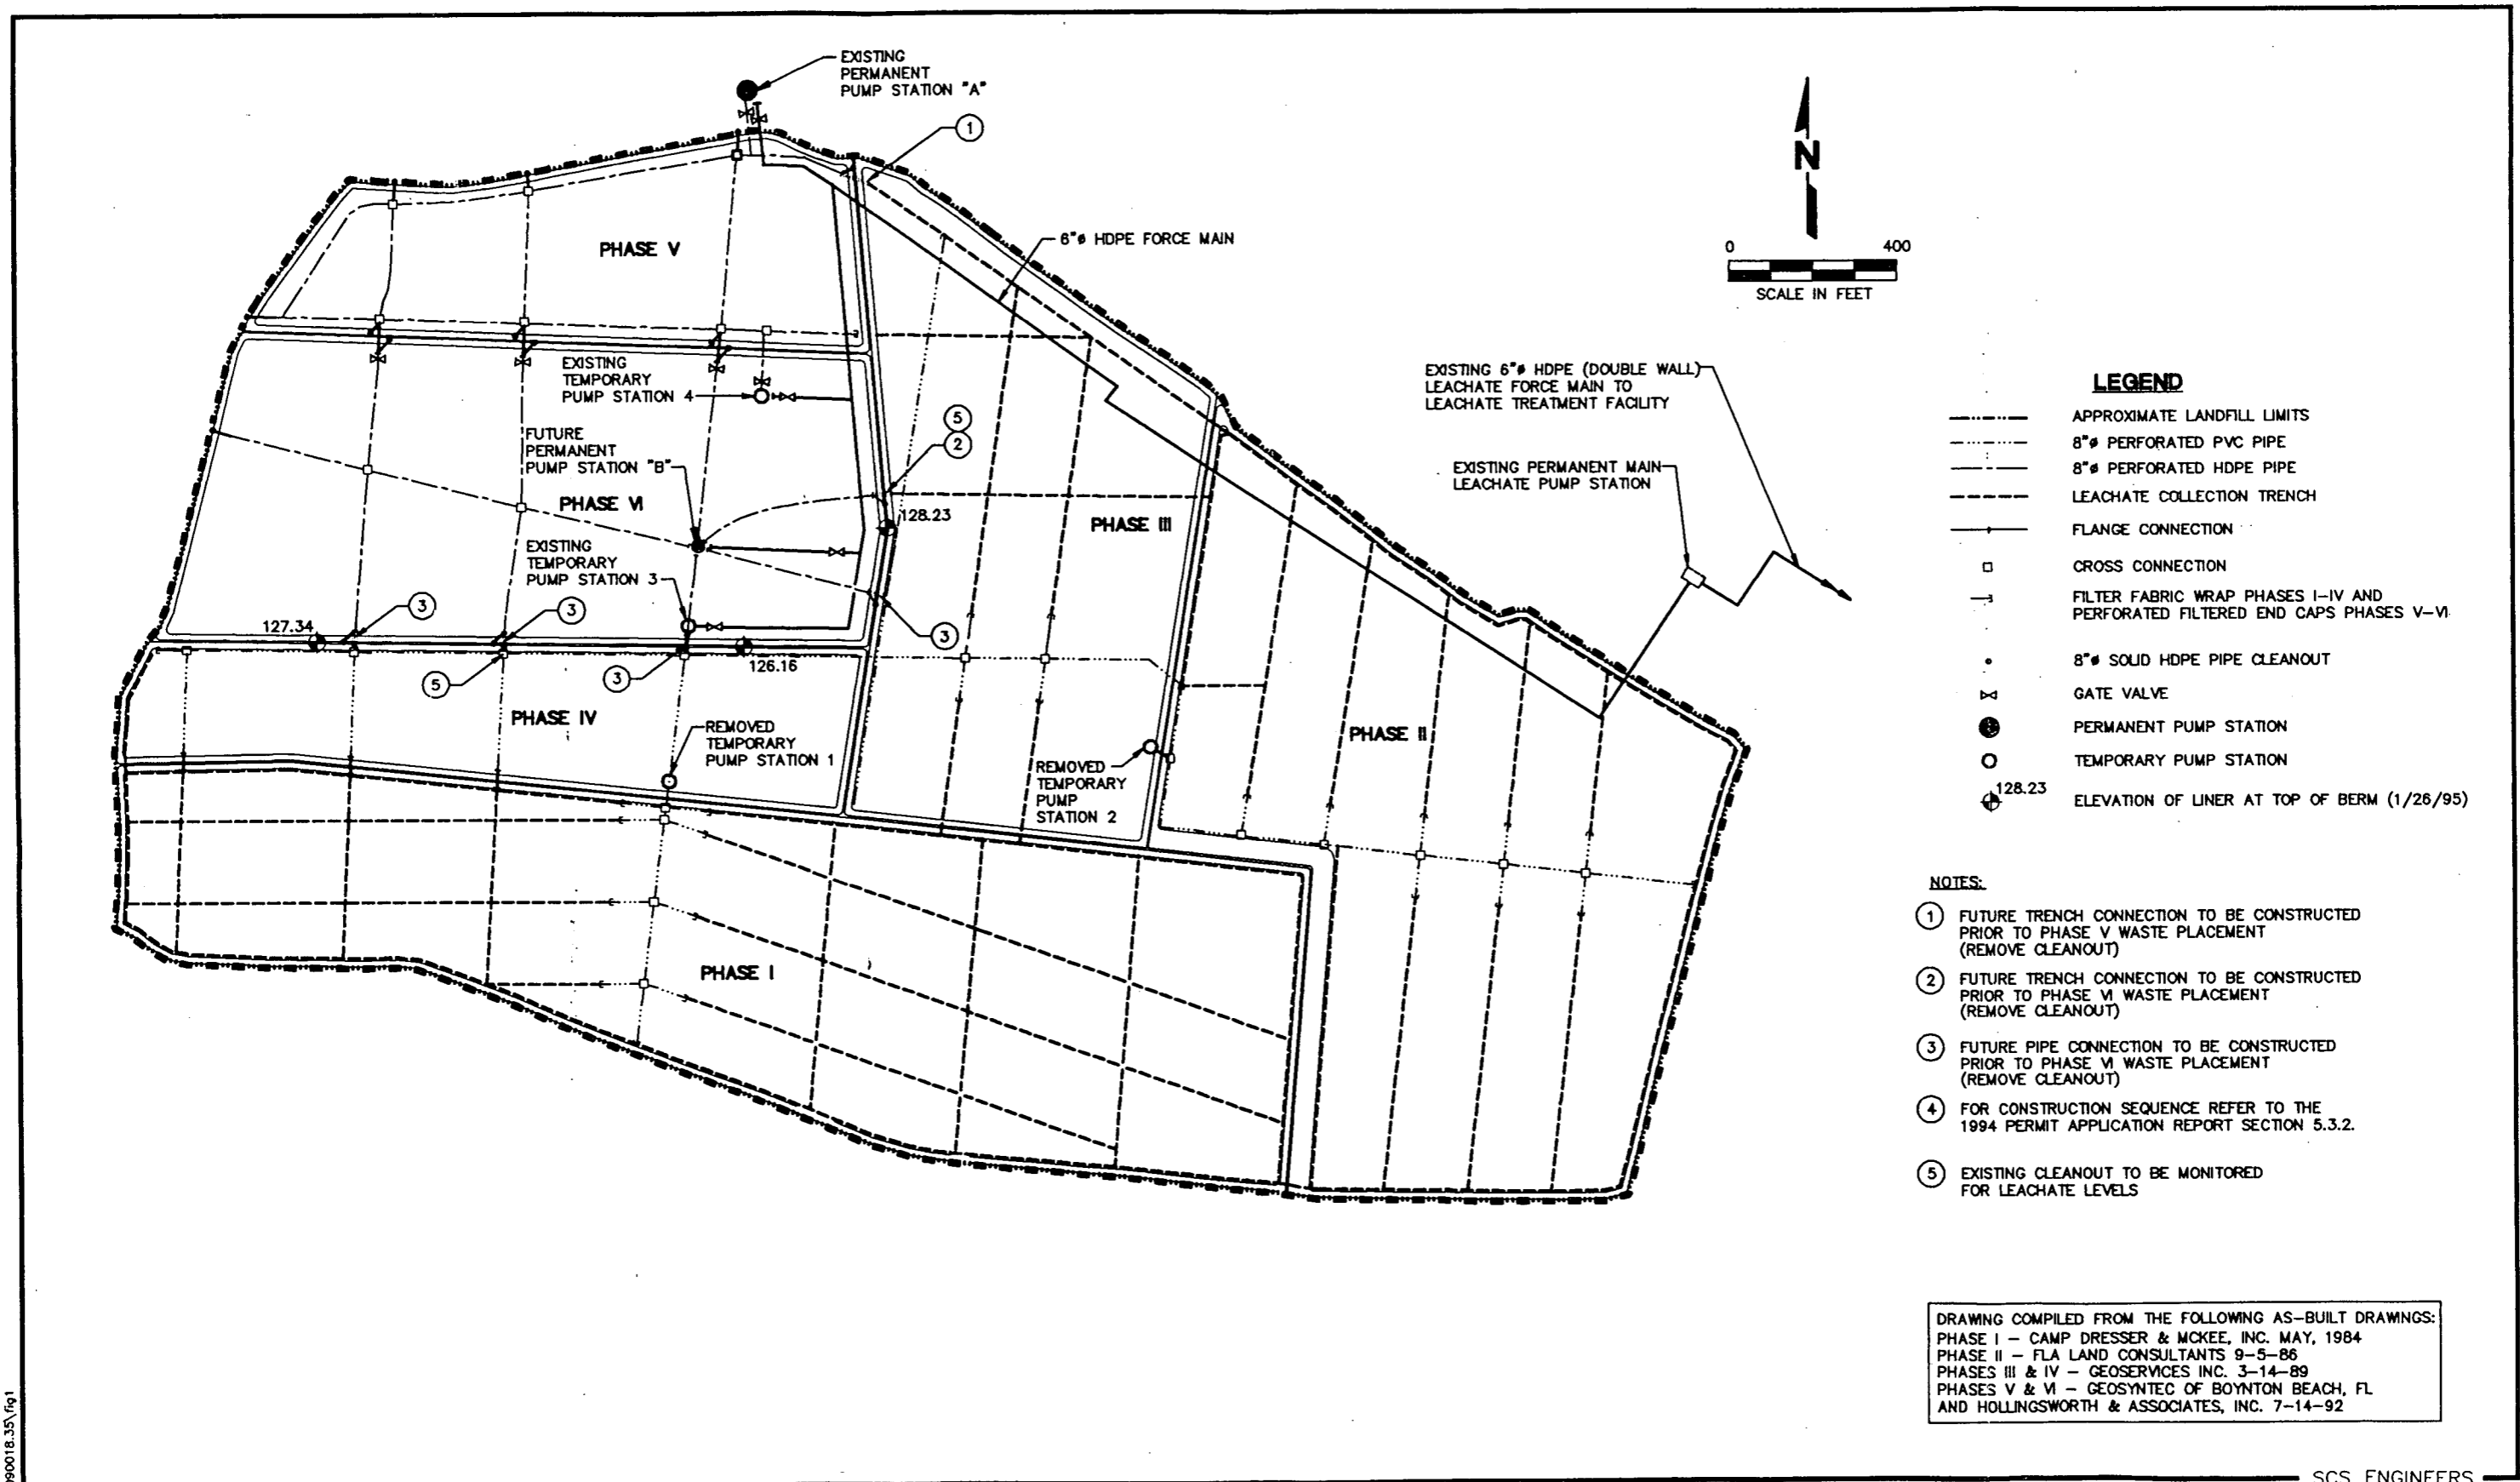 EXISTING
PERMANENT
PUMP STATION "A"
1
N
0 400
SCALE IN FEET
PHASE V
6"ø HDPE FORCE MAIN
EXISTING
TEMPORARY
PUMP STATION 4
EXISTING 6"ø HDPE (DOUBLE WALL)
LEACHATE FORCE MAIN TO
LEACHATE TREATMENT FACILITY
5
2
FUTURE
PERMANENT
PUMP STATION "B"
EXISTING PERMANENT MAIN
LEACHATE PUMP STATION
PHASE VI
128.23
PHASE III
EXISTING
TEMPORARY
PUMP STATION 3
3
3
3
127.34
126.16
5
3
PHASE IV
REMOVED
TEMPORARY
PUMP STATION 1
PHASE II
REMOVED
TEMPORARY
PUMP
STATION 2
PHASE I
LEGEND
APPROXIMATE LANDFILL LIMITS
8"ø PERFORATED PVC PIPE
8"ø PERFORATED HDPE PIPE
LEACHATE COLLECTION TRENCH
FLANGE CONNECTION
CROSS CONNECTION
FILTER FABRIC WRAP PHASES I-IV AND
PERFORATED FILTERED END CAPS PHASES V-VI
8"ø SOLID HDPE PIPE CLEANOUT
GATE VALVE
PERMANENT PUMP STATION
TEMPORARY PUMP STATION
128.23 ELEVATION OF LINER AT TOP OF BERM (1/26/95)
NOTES:
1 FUTURE TRENCH CONNECTION TO BE CONSTRUCTED
PRIOR TO PHASE V WASTE PLACEMENT
(REMOVE CLEANOUT)
2 FUTURE TRENCH CONNECTION TO BE CONSTRUCTED
PRIOR TO PHASE VI WASTE PLACEMENT
(REMOVE CLEANOUT)
3 FUTURE PIPE CONNECTION TO BE CONSTRUCTED
PRIOR TO PHASE VI WASTE PLACEMENT
(REMOVE CLEANOUT)
4 FOR CONSTRUCTION SEQUENCE REFER TO THE
1994 PERMIT APPLICATION REPORT SECTION 5.3.2.
5 EXISTING CLEANOUT TO BE MONITORED
FOR LEACHATE LEVELS
DRAWING COMPILED FROM THE FOLLOWING AS-BUILT DRAWINGS:
PHASE I - CAMP DRESSER & MCKEE, INC. MAY, 1984
PHASE II - FLA LAND CONSULTANTS 9-5-86
PHASES III & IV - GEOSERVICES INC. 3-14-89
PHASES V & VI - GEOSYNTEC OF BOYNTON BEACH, FL
AND HOLLINGSWORTH & ASSOCIATES, INC. 7-14-92
SCS ENGINEERS